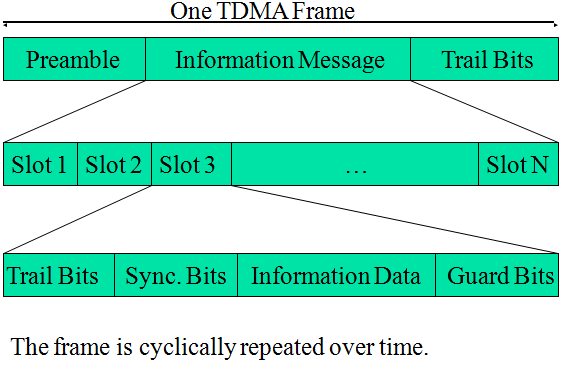 One TDMA Frame
Preamble Information Message Trail Bits
Slot 1 Slot 2 Slot 3 … Slot N
Trail Bits Sync. Bits Information Data Guard Bits
The frame is cyclically repeated over time.